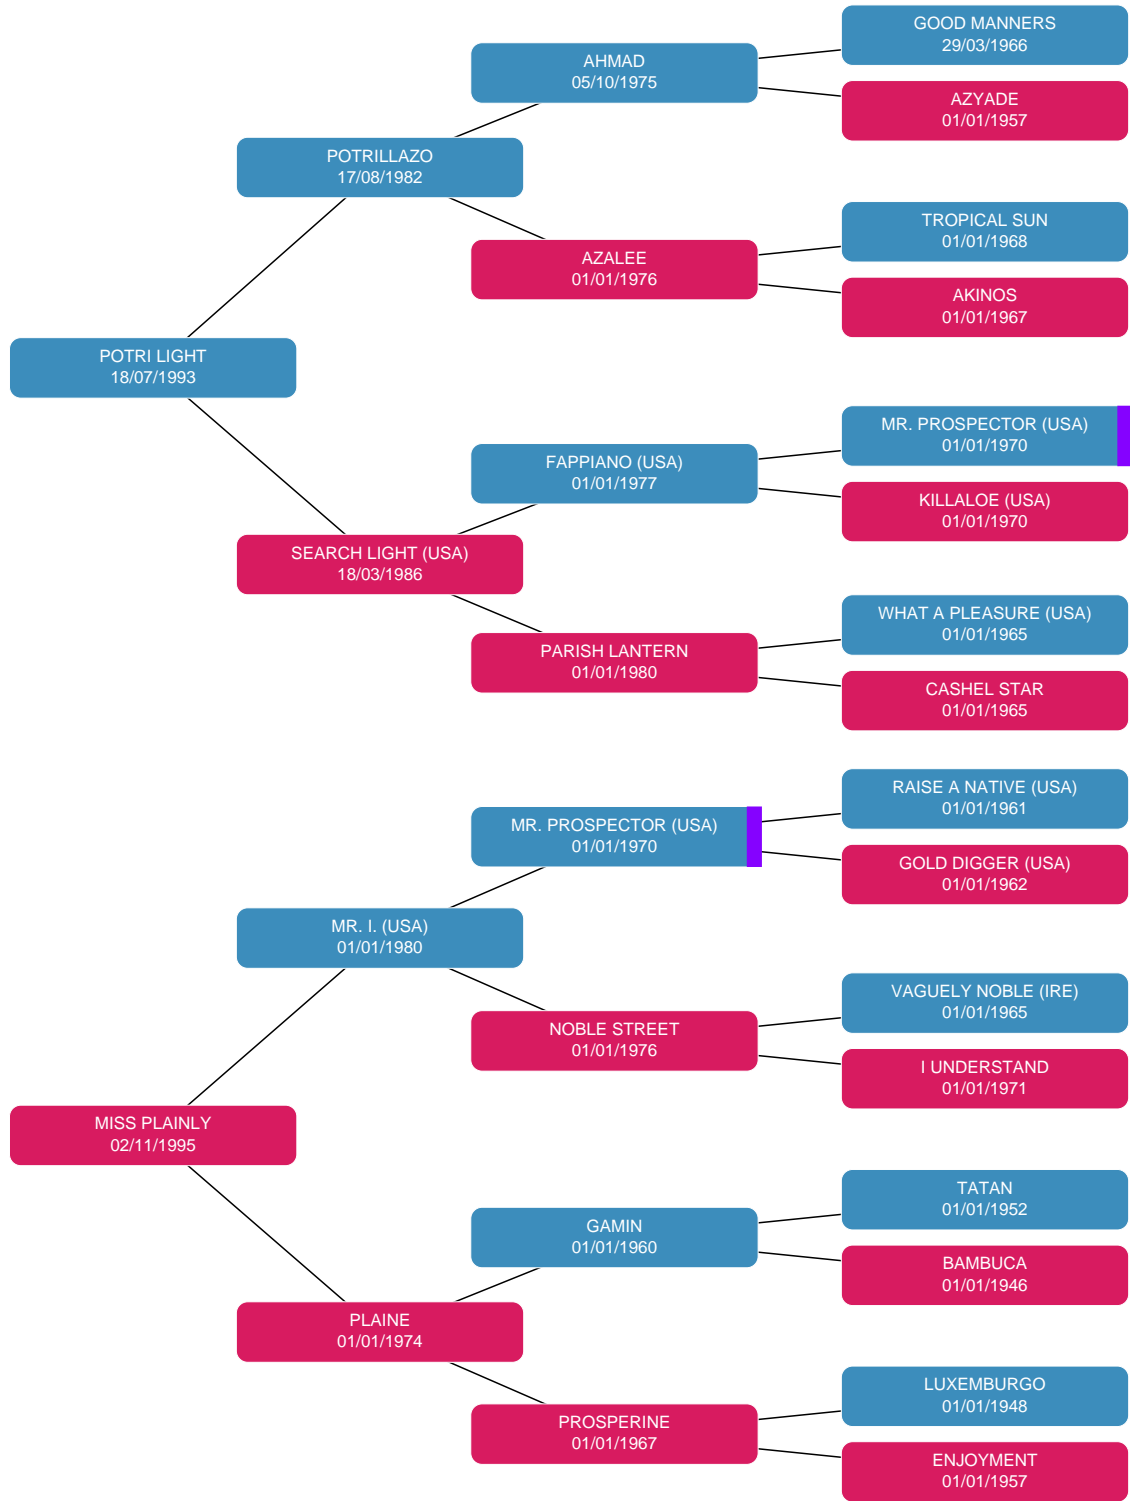 GOOD MANNERS
29/03/1966
AHMAD
05/10/1975
AZYADE
01/01/1957
POTRILLAZO
17/08/1982
TROPICAL SUN
01/01/1968
AZALEE
01/01/1976
AKINOS
01/01/1967
POTRI LIGHT
18/07/1993
MR. PROSPECTOR (USA)
01/01/1970
FAPPIANO (USA)
01/01/1977
KILLALOE (USA)
01/01/1970
SEARCH LIGHT (USA)
18/03/1986
WHAT A PLEASURE (USA)
01/01/1965
PARISH LANTERN
01/01/1980
CASHEL STAR
01/01/1965
RAISE A NATIVE (USA)
01/01/1961
MR. PROSPECTOR (USA)
01/01/1970
GOLD DIGGER (USA)
01/01/1962
MR. I. (USA)
01/01/1980
VAGUELY NOBLE (IRE)
01/01/1965
NOBLE STREET
01/01/1976
I UNDERSTAND
01/01/1971
MISS PLAINLY
02/11/1995
TATAN
01/01/1952
GAMIN
01/01/1960
BAMBUCA
01/01/1946
PLAINE
01/01/1974
LUXEMBURGO
01/01/1948
PROSPERINE
01/01/1967
ENJOYMENT
01/01/1957